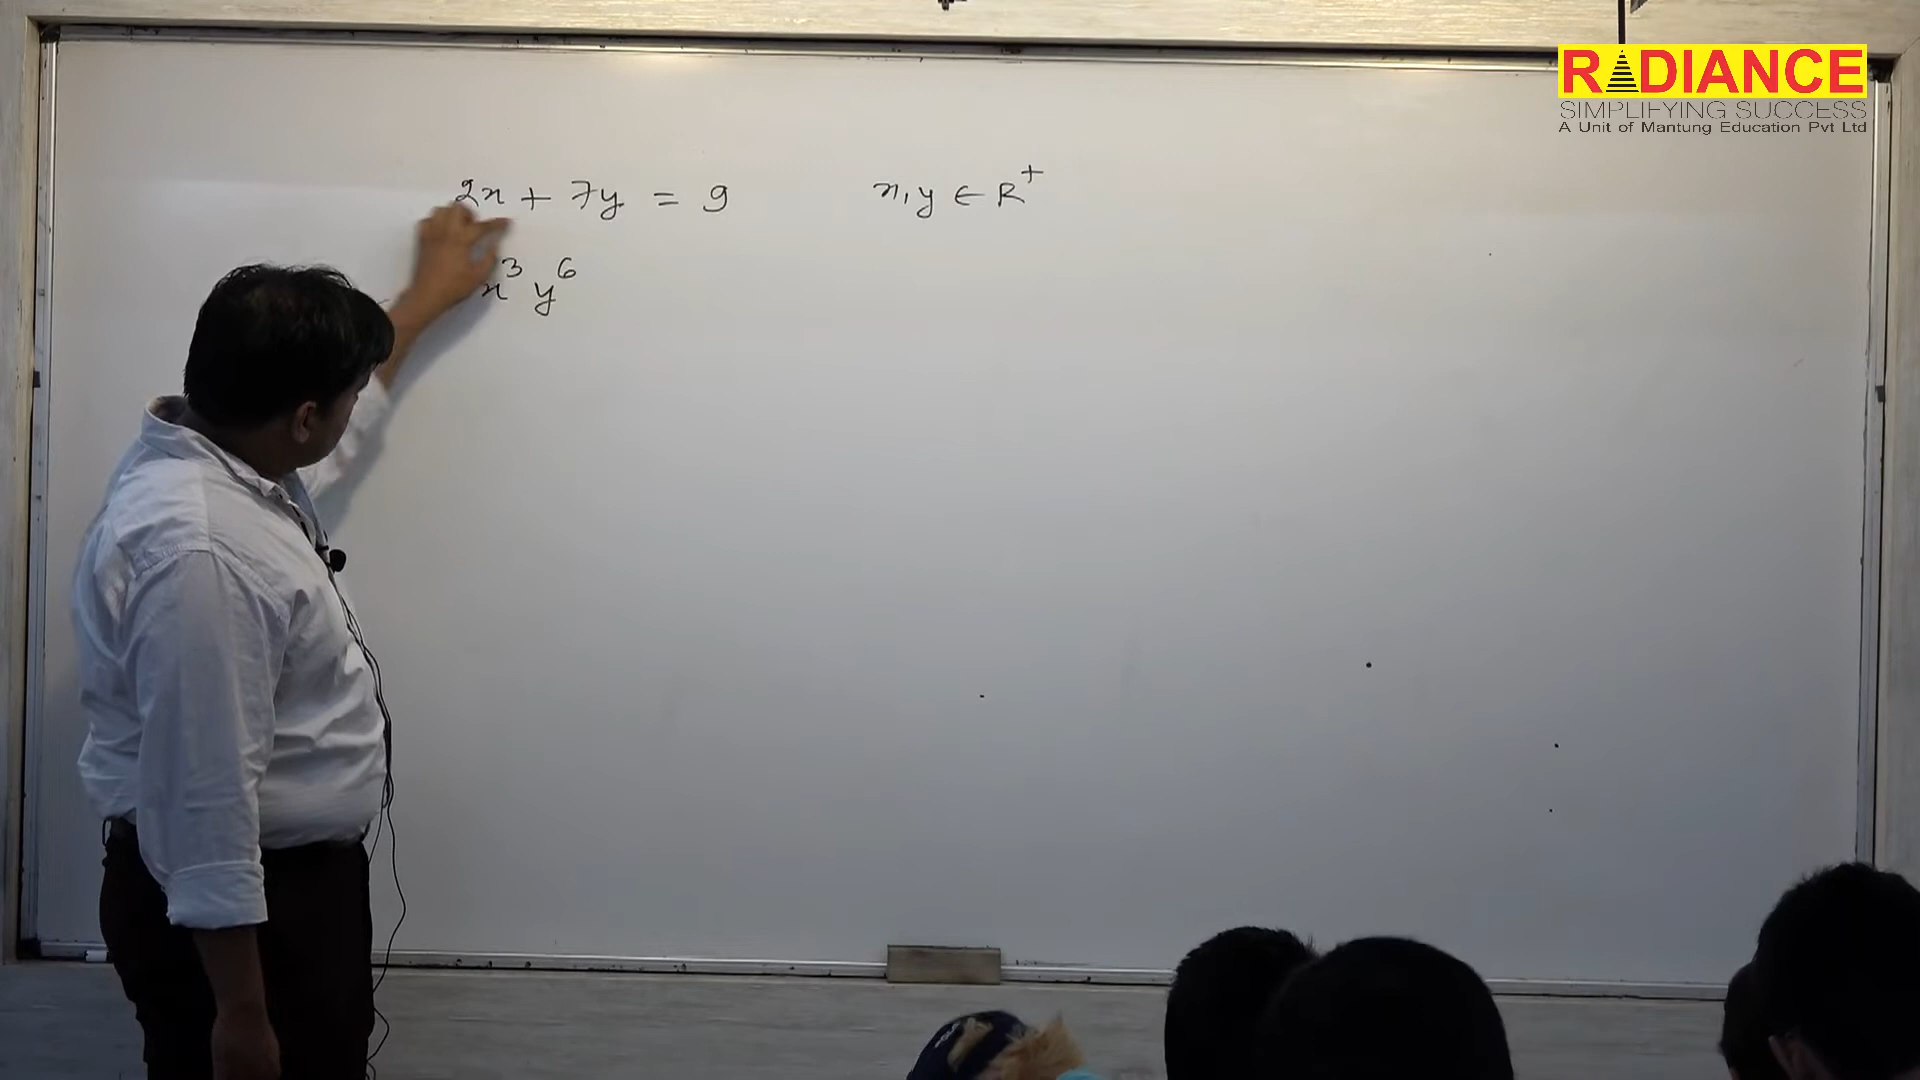 RADIANCE
SIMPLIFYING SUCCESS
A Unit of Mantung Education Pvt Ltd
2x + 7y = 9 x, y ∈ R⁺
x³ y⁶